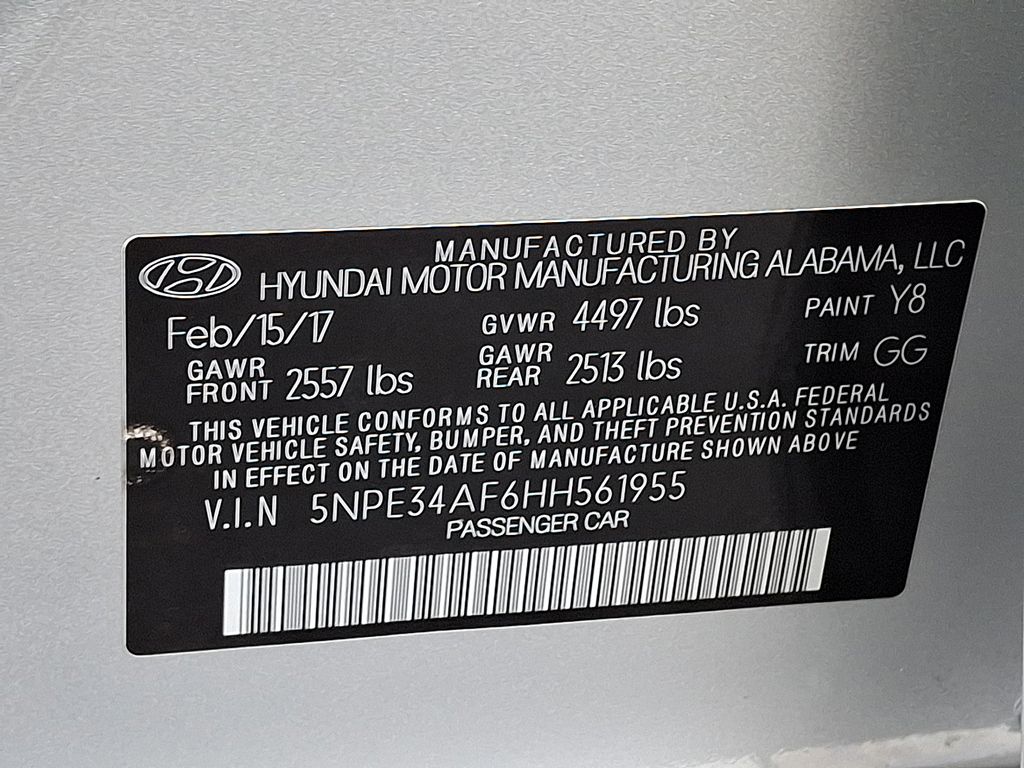 MANUFACTURED BY
HYUNDAI MOTOR MANUFACTURING ALABAMA, LLC
Feb/15/17 GVWR 4497 lbs PAINT Y8
GAWR FRONT 2557 lbs GAWR REAR 2513 lbs TRIM GG
THIS VEHICLE CONFORMS TO ALL APPLICABLE U.S.A. FEDERAL
MOTOR VEHICLE SAFETY, BUMPER, AND THEFT PREVENTION STANDARDS
IN EFFECT ON THE DATE OF MANUFACTURE SHOWN ABOVE
V.I.N 5NPE34AF6HH561955
PASSENGER CAR